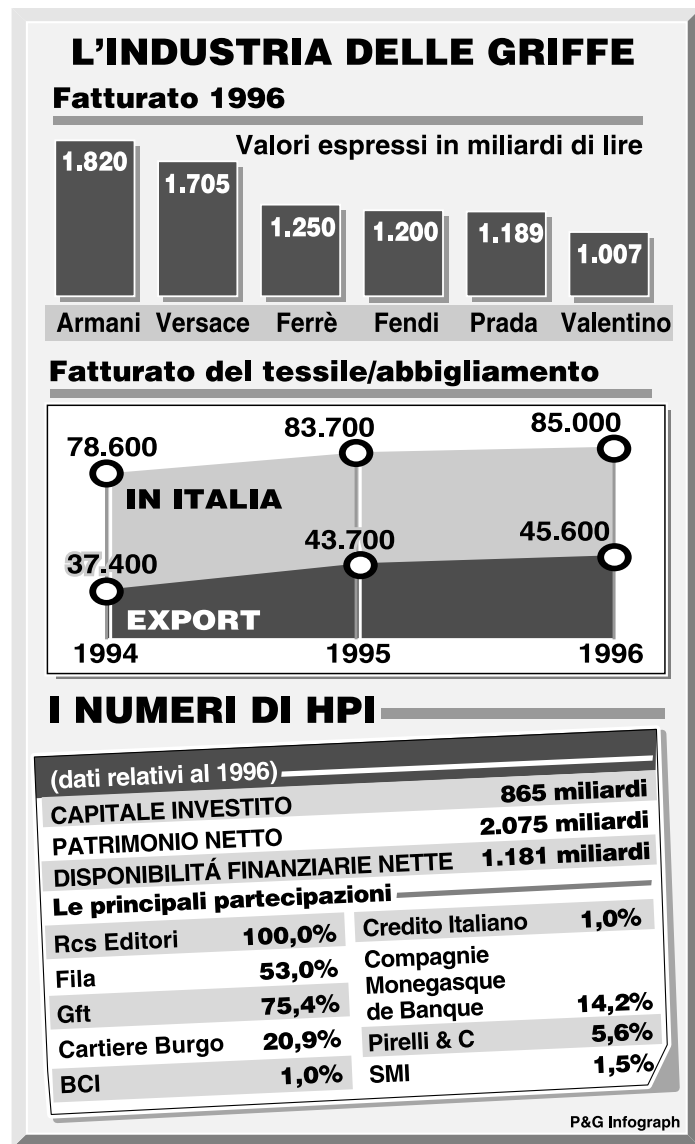 L'INDUSTRIA DELLE GRIFFE
Fatturato 1996
Valori espressi in miliardi di lire
1.820 1.705 1.250 1.200 1.189 1.007
Armani Versace Ferrè Fendi Prada Valentino
Fatturato del tessile/abbigliamento
78.600 83.700 85.000
IN ITALIA
37.400 43.700 45.600
EXPORT
1994 1995 1996
I NUMERI DI HPI
(dati relativi al 1996)
CAPITALE INVESTITO 865 miliardi
PATRIMONIO NETTO 2.075 miliardi
DISPONIBILITÁ FINANZIARIE NETTE 1.181 miliardi
Le principali partecipazioni
Rcs Editori 100,0%
Fila 53,0%
Gft 75,4%
Cartiere Burgo 20,9%
BCI 1,0%
Credito Italiano 1,0%
Compagnie
Monegasque
de Banque 14,2%
Pirelli & C 5,6%
SMI 1,5%
P&G Infograph